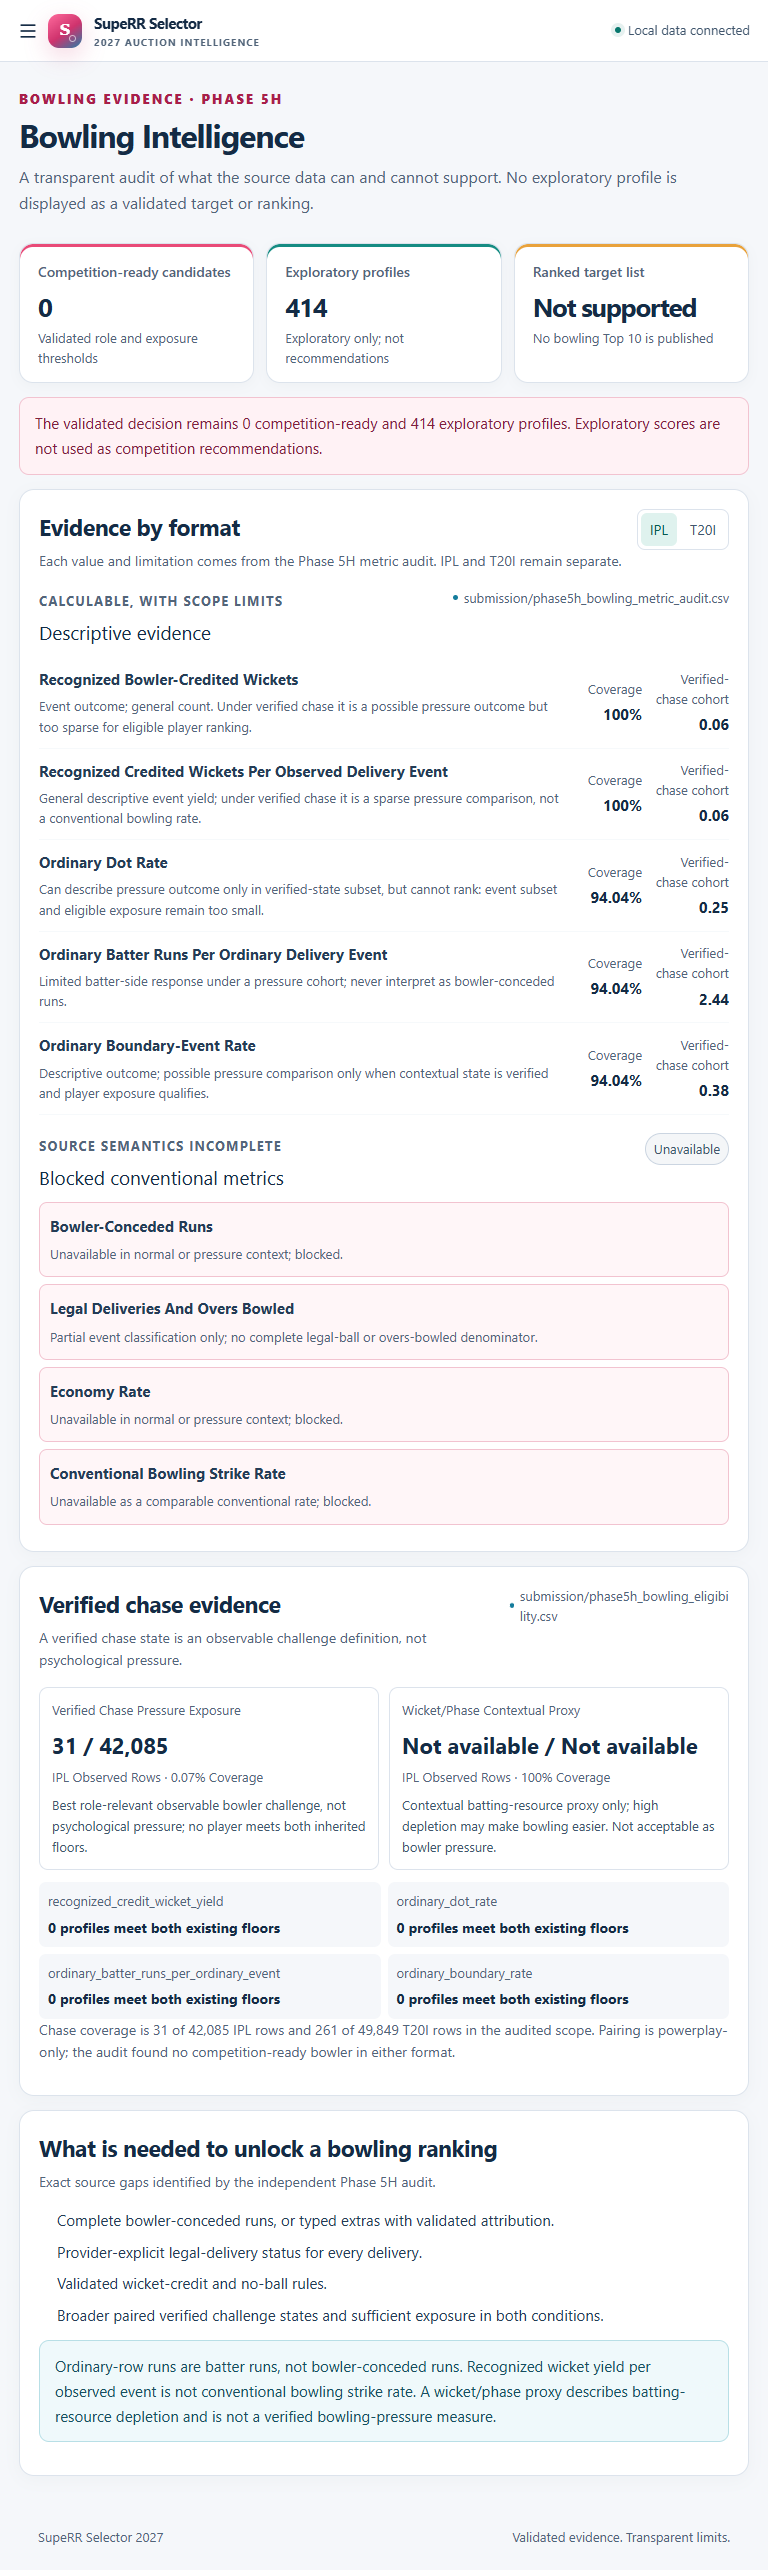 SupeRR Selector
2027 AUCTION INTELLIGENCE
Local data connected
BOWLING EVIDENCE · PHASE 5H
Bowling Intelligence
A transparent audit of what the source data can and cannot support. No exploratory profile is
displayed as a validated target or ranking.
Competition-ready candidates
0
Validated role and exposure
thresholds
Exploratory profiles
414
Exploratory only; not
recommendations
Ranked target list
Not supported
No bowling Top 10 is published
The validated decision remains 0 competition-ready and 414 exploratory profiles. Exploratory scores are
not used as competition recommendations.
Evidence by format
IPL
T20I
Each value and limitation comes from the Phase 5H metric audit. IPL and T20I remain separate.
CALCULABLE, WITH SCOPE LIMITS
submission/phase5h_bowling_metric_audit.csv
Descriptive evidence
Recognized Bowler-Credited Wickets
Event outcome; general count. Under verified chase it is a possible pressure outcome but
too sparse for eligible player ranking.
Coverage
100%
Verified-
chase cohort
0.06
Recognized Credited Wickets Per Observed Delivery Event
General descriptive event yield; under verified chase it is a sparse pressure comparison, not
a conventional bowling rate.
Coverage
100%
Verified-
chase cohort
0.06
Ordinary Dot Rate
Can describe pressure outcome only in verified-state subset, but cannot rank: event subset
and eligible exposure remain too small.
Coverage
94.04%
Verified-
chase cohort
0.25
Ordinary Batter Runs Per Ordinary Delivery Event
Limited batter-side response under a pressure cohort; never interpret as bowler-conceded
runs.
Coverage
94.04%
Verified-
chase cohort
2.44
Ordinary Boundary-Event Rate
Descriptive outcome; possible pressure comparison only when contextual state is verified
and player exposure qualifies.
Coverage
94.04%
Verified-
chase cohort
0.38
SOURCE SEMANTICS INCOMPLETE
Unavailable
Blocked conventional metrics
Bowler-Conceded Runs
Unavailable in normal or pressure context; blocked.
Legal Deliveries And Overs Bowled
Partial event classification only; no complete legal-ball or overs-bowled denominator.
Economy Rate
Unavailable in normal or pressure context; blocked.
Conventional Bowling Strike Rate
Unavailable as a comparable conventional rate; blocked.
Verified chase evidence
submission/phase5h_bowling_eligibi
lity.csv
A verified chase state is an observable challenge definition, not
psychological pressure.
Verified Chase Pressure Exposure
31 / 42,085
IPL Observed Rows · 0.07% Coverage
Best role-relevant observable bowler challenge, not
psychological pressure; no player meets both inherited
floors.
Wicket/Phase Contextual Proxy
Not available / Not available
IPL Observed Rows · 100% Coverage
Contextual batting-resource proxy only; high
depletion may make bowling easier. Not acceptable as
bowler pressure.
recognized_credit_wicket_yield
0 profiles meet both existing floors
ordinary_dot_rate
0 profiles meet both existing floors
ordinary_batter_runs_per_ordinary_event
0 profiles meet both existing floors
ordinary_boundary_rate
0 profiles meet both existing floors
Chase coverage is 31 of 42,085 IPL rows and 261 of 49,849 T20I rows in the audited scope. Pairing is powerplay-
only; the audit found no competition-ready bowler in either format.
What is needed to unlock a bowling ranking
Exact source gaps identified by the independent Phase 5H audit.
Complete bowler-conceded runs, or typed extras with validated attribution.
Provider-explicit legal-delivery status for every delivery.
Validated wicket-credit and no-ball rules.
Broader paired verified challenge states and sufficient exposure in both conditions.
Ordinary-row runs are batter runs, not bowler-conceded runs. Recognized wicket yield per
observed event is not conventional bowling strike rate. A wicket/phase proxy describes batting-
resource depletion and is not a verified bowling-pressure measure.
SupeRR Selector 2027
Validated evidence. Transparent limits.